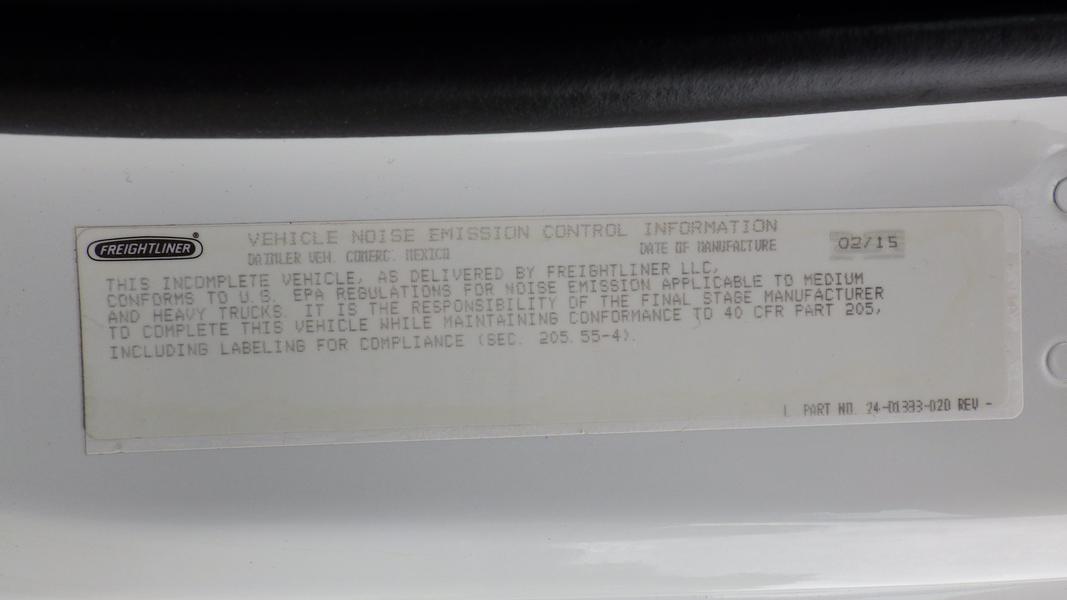 FREIGHTLINER®
VEHICLE NOISE EMISSION CONTROL INFORMATION
DAIMLER VEH. COMERC. MEXICO DATE OF MANUFACTURE 02/15
THIS INCOMPLETE VEHICLE, AS DELIVERED BY FREIGHTLINER LLC,
CONFORMS TO U.S. EPA REGULATIONS FOR NOISE EMISSION APPLICABLE TO MEDIUM
AND HEAVY TRUCKS. IT IS THE RESPONSIBILITY OF THE FINAL STAGE MANUFACTURER
TO COMPLETE THIS VEHICLE WHILE MAINTAINING CONFORMANCE TO 40 CFR PART 205,
INCLUDING LABELING FOR COMPLIANCE (SEC. 205.55-4).
PART NO. 24-01393-020 REV -